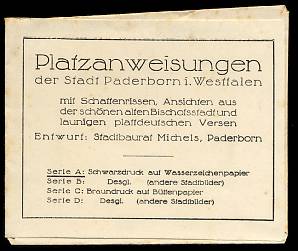 Platzanweisungen
der Stadt Paderborn i. Westfalen
mit Schattenrissen, Ansichten aus
der schönen alten Bischofsstadt und
launigen plattdeutschen Versen
Entwurf: Stadtbaurat Michels, Paderborn
Serie A: Schwarzdruck auf Wasserzeichenpapier
Serie B: Desgl. (andere Stadtbilder)
Serie C: Braundruck auf Büttenpapier
Serie D: Desgl. (andere Stadtbilder)